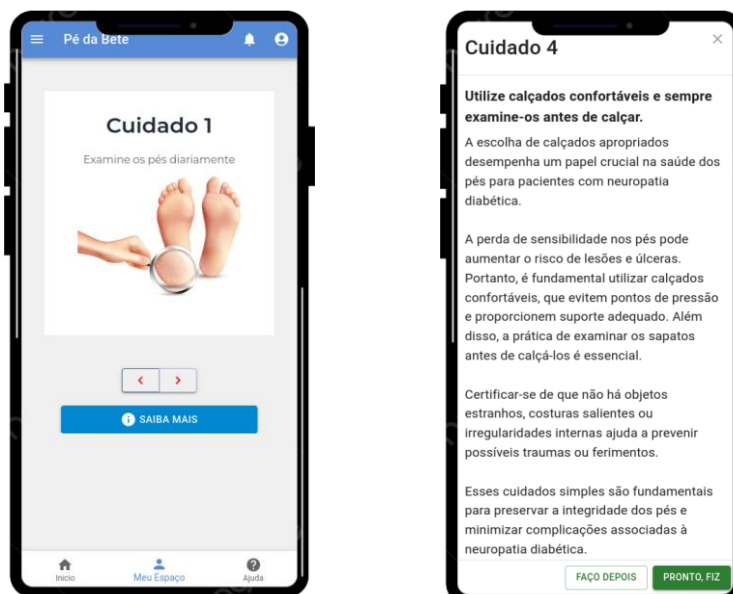 Pé da Bete
Cuidado 1
Examine os pés diariamente
SAIBA MAIS
Inicio
Meu Espaço
Ajuda
Cuidado 4
Utilize calçados confortáveis e sempre
examine-os antes de calçar.
A escolha de calçados apropriados
desempenha um papel crucial na saúde dos
pés para pacientes com neuropatia
diabética.
A perda de sensibilidade nos pés pode
aumentar o risco de lesões e úlceras.
Portanto, é fundamental utilizar calçados
confortáveis, que evitem pontos de pressão
e proporcionem suporte adequado. Além
disso, a prática de examinar os sapatos
antes de calçá-los é essencial.
Certificar-se de que não há objetos
estranhos, costuras salientes ou
irregularidades internas ajuda a prevenir
possíveis traumas ou ferimentos.
Esses cuidados simples são fundamentais
para preservar a integridade dos pés e
minimizar complicações associadas à
neuropatia diabética.
FAÇO DEPOIS
PRONTO, FIZ